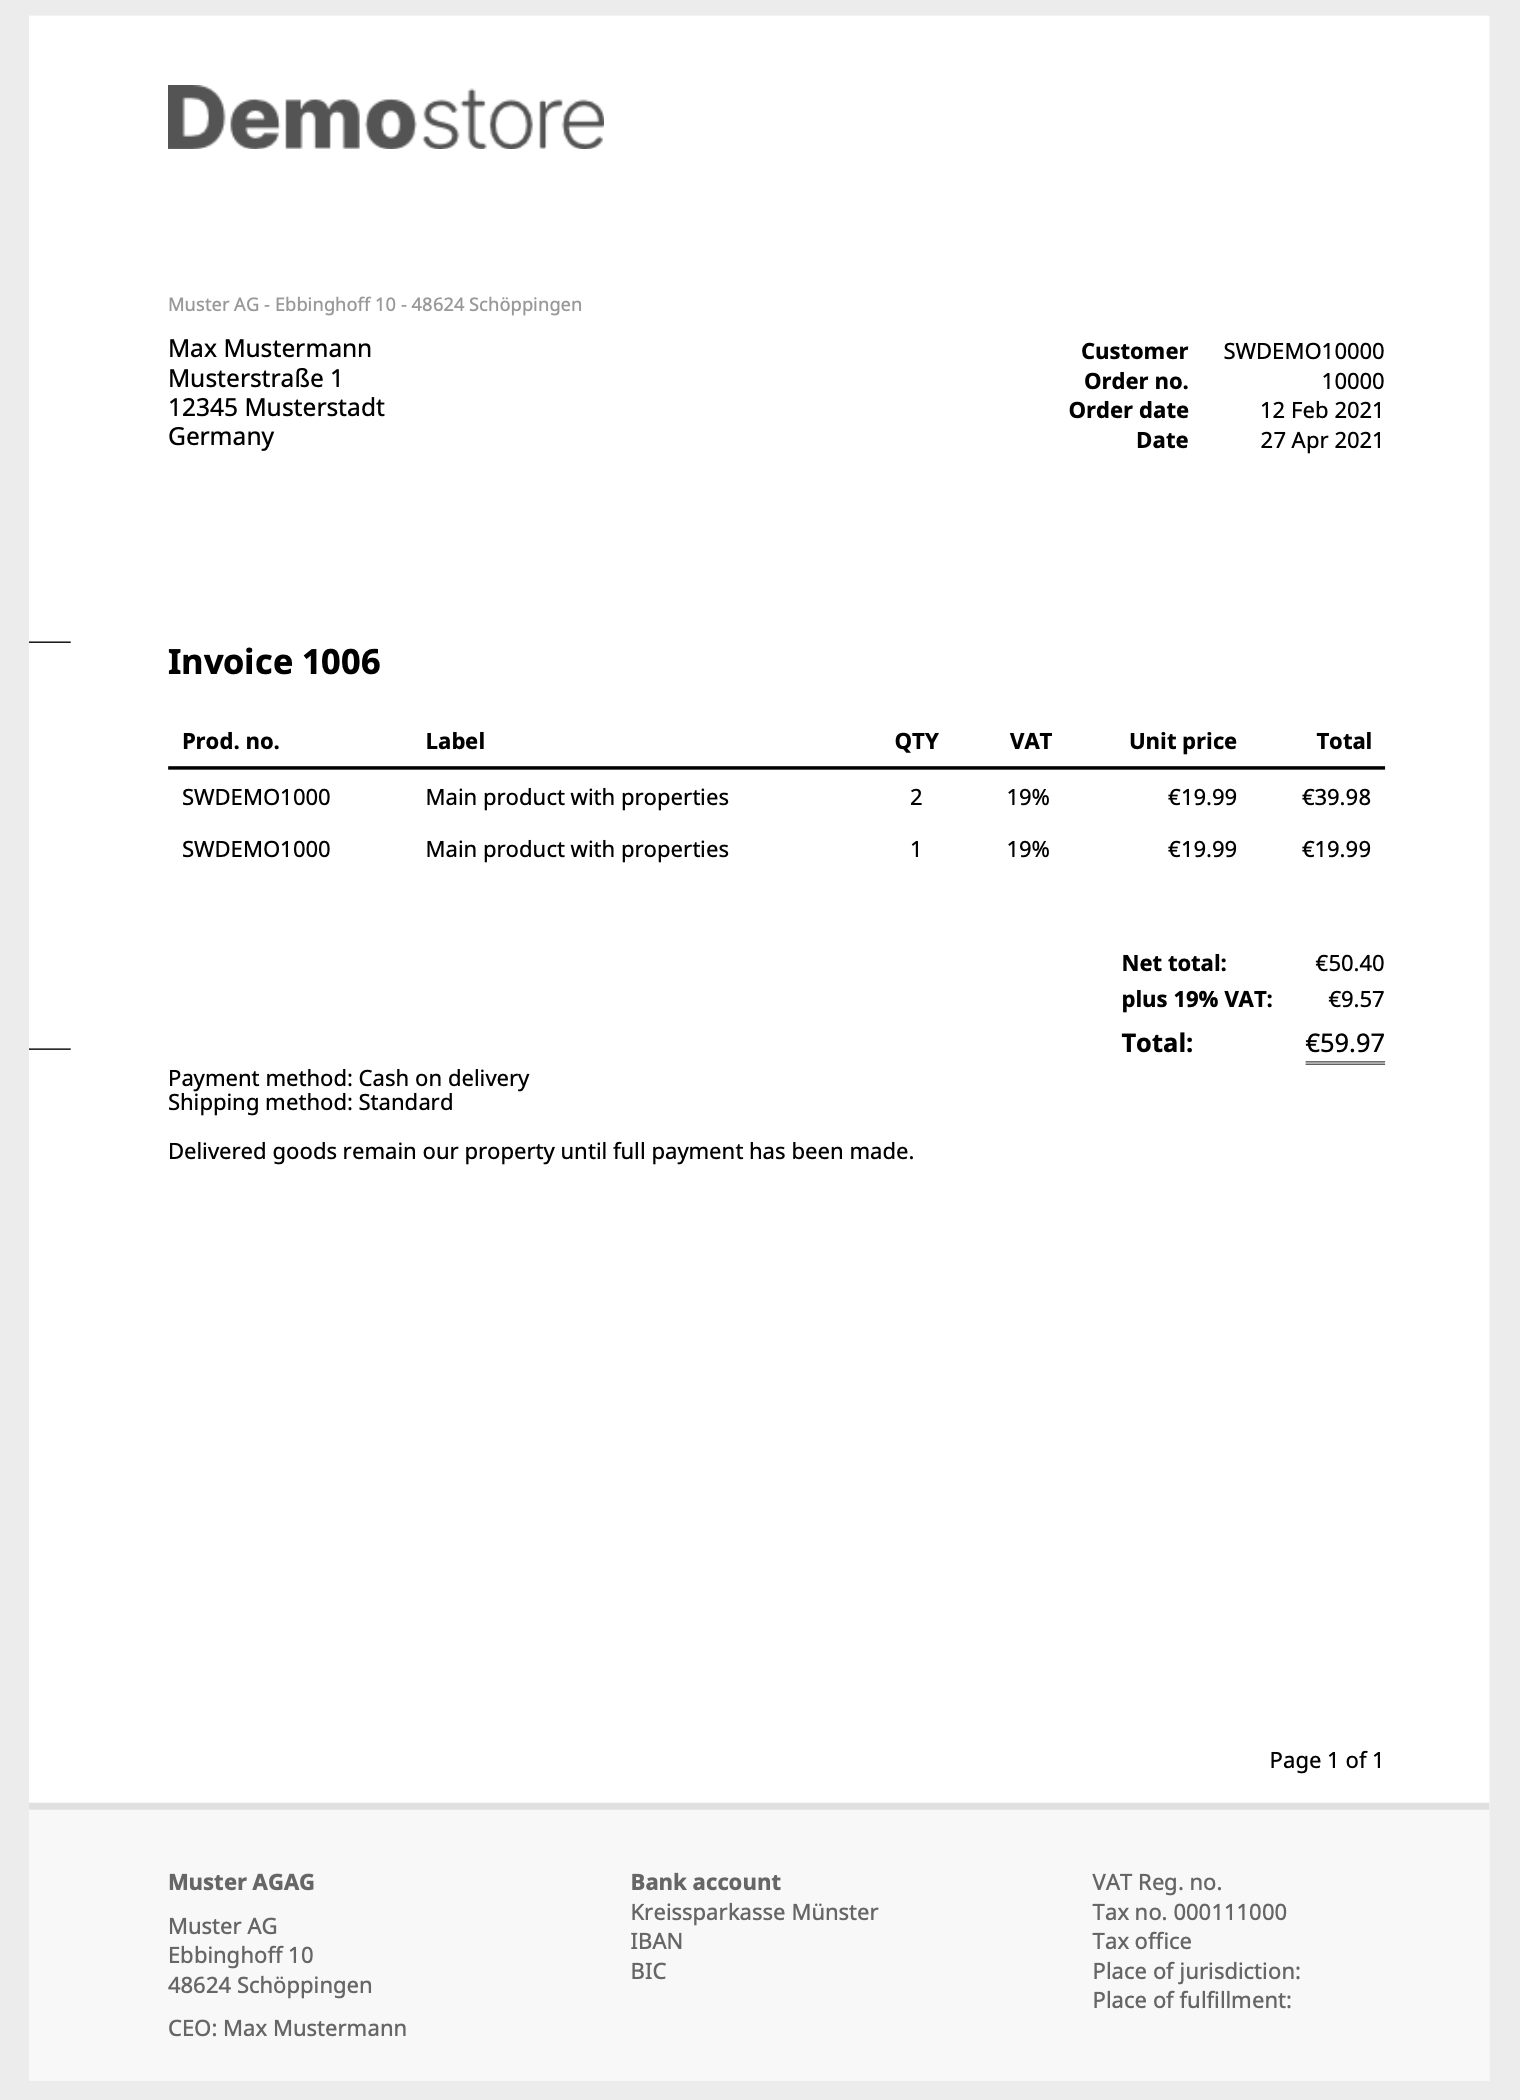 Demostore
Muster AG - Ebbinghoff 10 - 48624 Schöppingen
Max Mustermann
Musterstraße 1
12345 Musterstadt
Germany
Customer SWDEMO10000
Order no. 10000
Order date 12 Feb 2021
Date 27 Apr 2021
Invoice 1006
Prod. no. Label QTY VAT Unit price Total
SWDEMO1000 Main product with properties 2 19% €19.99 €39.98
SWDEMO1000 Main product with properties 1 19% €19.99 €19.99
Net total: €50.40
plus 19% VAT: €9.57
Total: €59.97
Payment method: Cash on delivery
Shipping method: Standard
Delivered goods remain our property until full payment has been made.
Page 1 of 1
Muster AGAG
Muster AG
Ebbinghoff 10
48624 Schöppingen
CEO: Max Mustermann
Bank account
Kreissparkasse Münster
IBAN
BIC
VAT Reg. no.
Tax no. 000111000
Tax office
Place of jurisdiction:
Place of fulfillment: